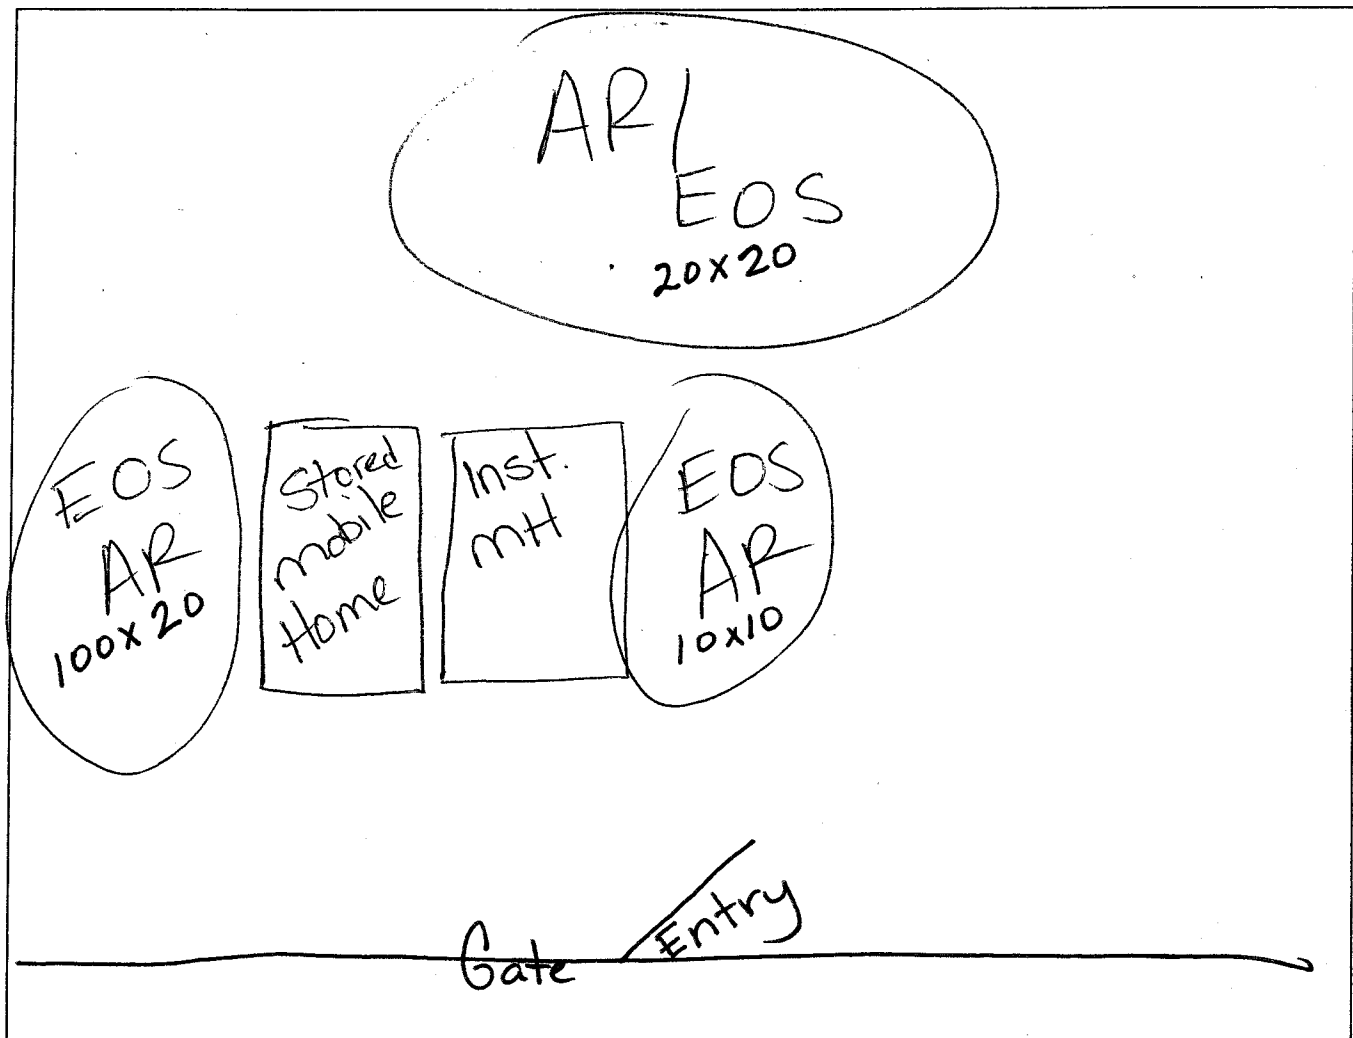 AR/
EOS
20x20
EOS
AR
100x20
Stored
mobile
Home
Inst.
MH
EOS
AR
10x10
Gate
Entry